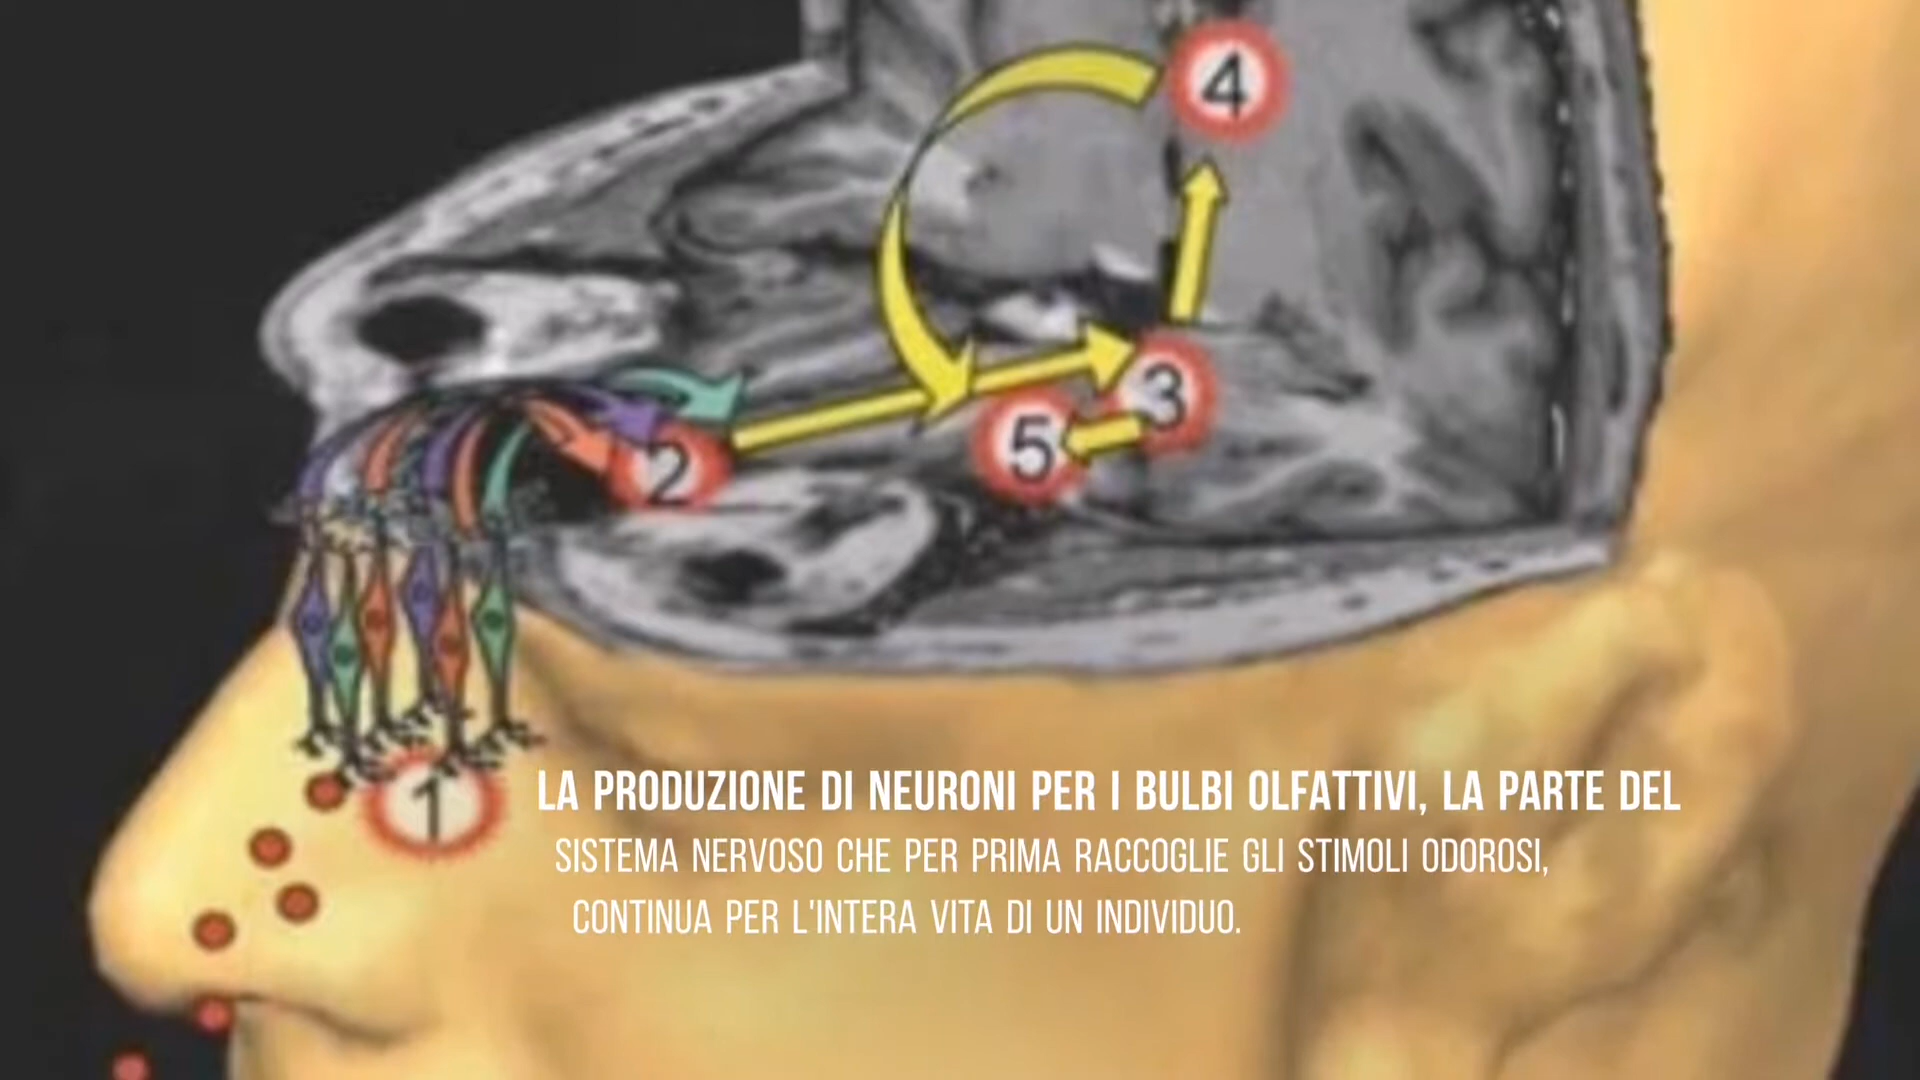 4
3
5
2
1
LA PRODUZIONE DI NEURONI PER I BULBI OLFATTIVI, LA PARTE DEL
SISTEMA NERVOSO CHE PER PRIMA RACCOGLIE GLI STIMOLI ODOROSI,
CONTINUA PER L'INTERA VITA DI UN INDIVIDUO.